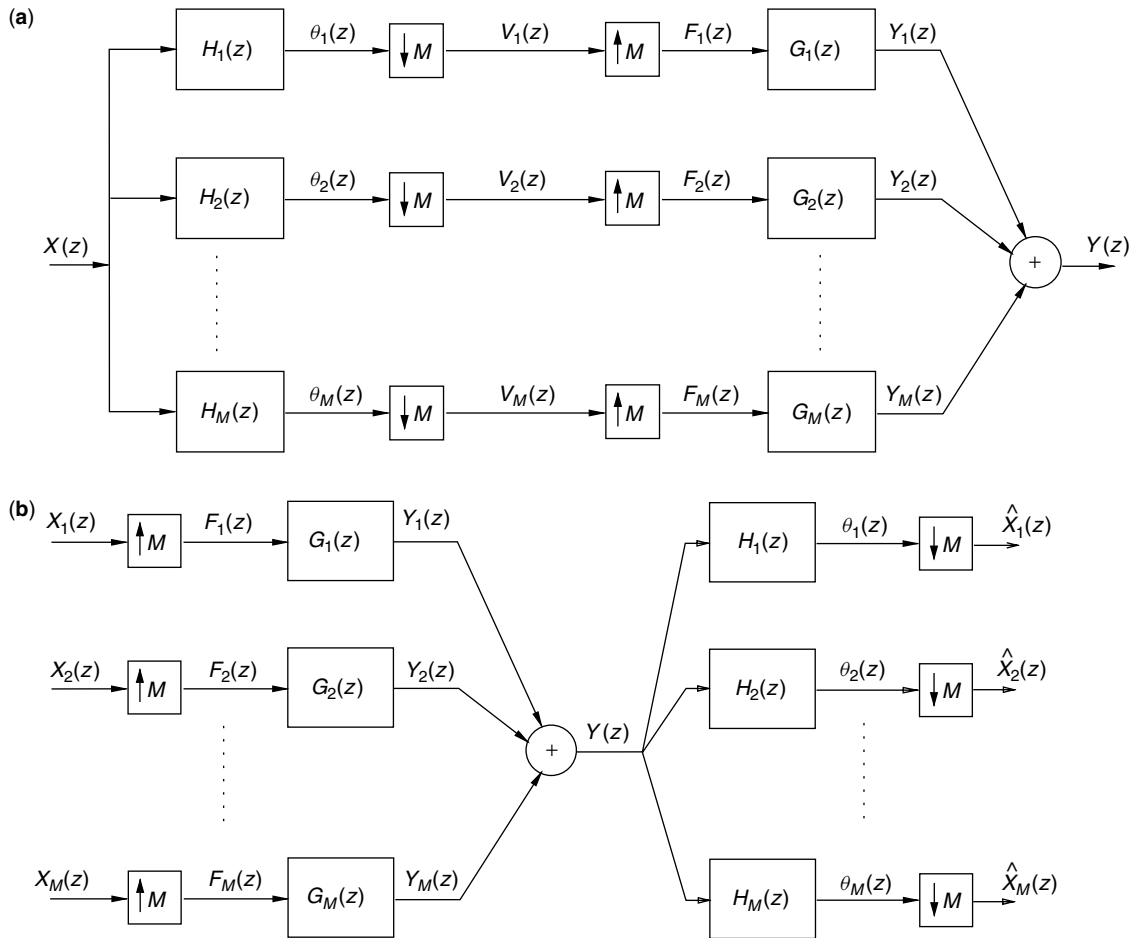 (a)
H1(z) θ1(z) ↓M V1(z) ↑M F1(z) G1(z) Y1(z)
H2(z) θ2(z) ↓M V2(z) ↑M F2(z) G2(z) Y2(z)
X(z) + Y(z)
HM(z) θM(z) ↓M VM(z) ↑M FM(z) GM(z) YM(z)
(b)
X1(z) ↑M F1(z) G1(z) Y1(z) H1(z) θ1(z) ↓M X̂1(z)
X2(z) ↑M F2(z) G2(z) Y2(z) H2(z) θ2(z) ↓M X̂2(z)
+ Y(z)
XM(z) ↑M FM(z) GM(z) YM(z) HM(z) θM(z) ↓M X̂M(z)